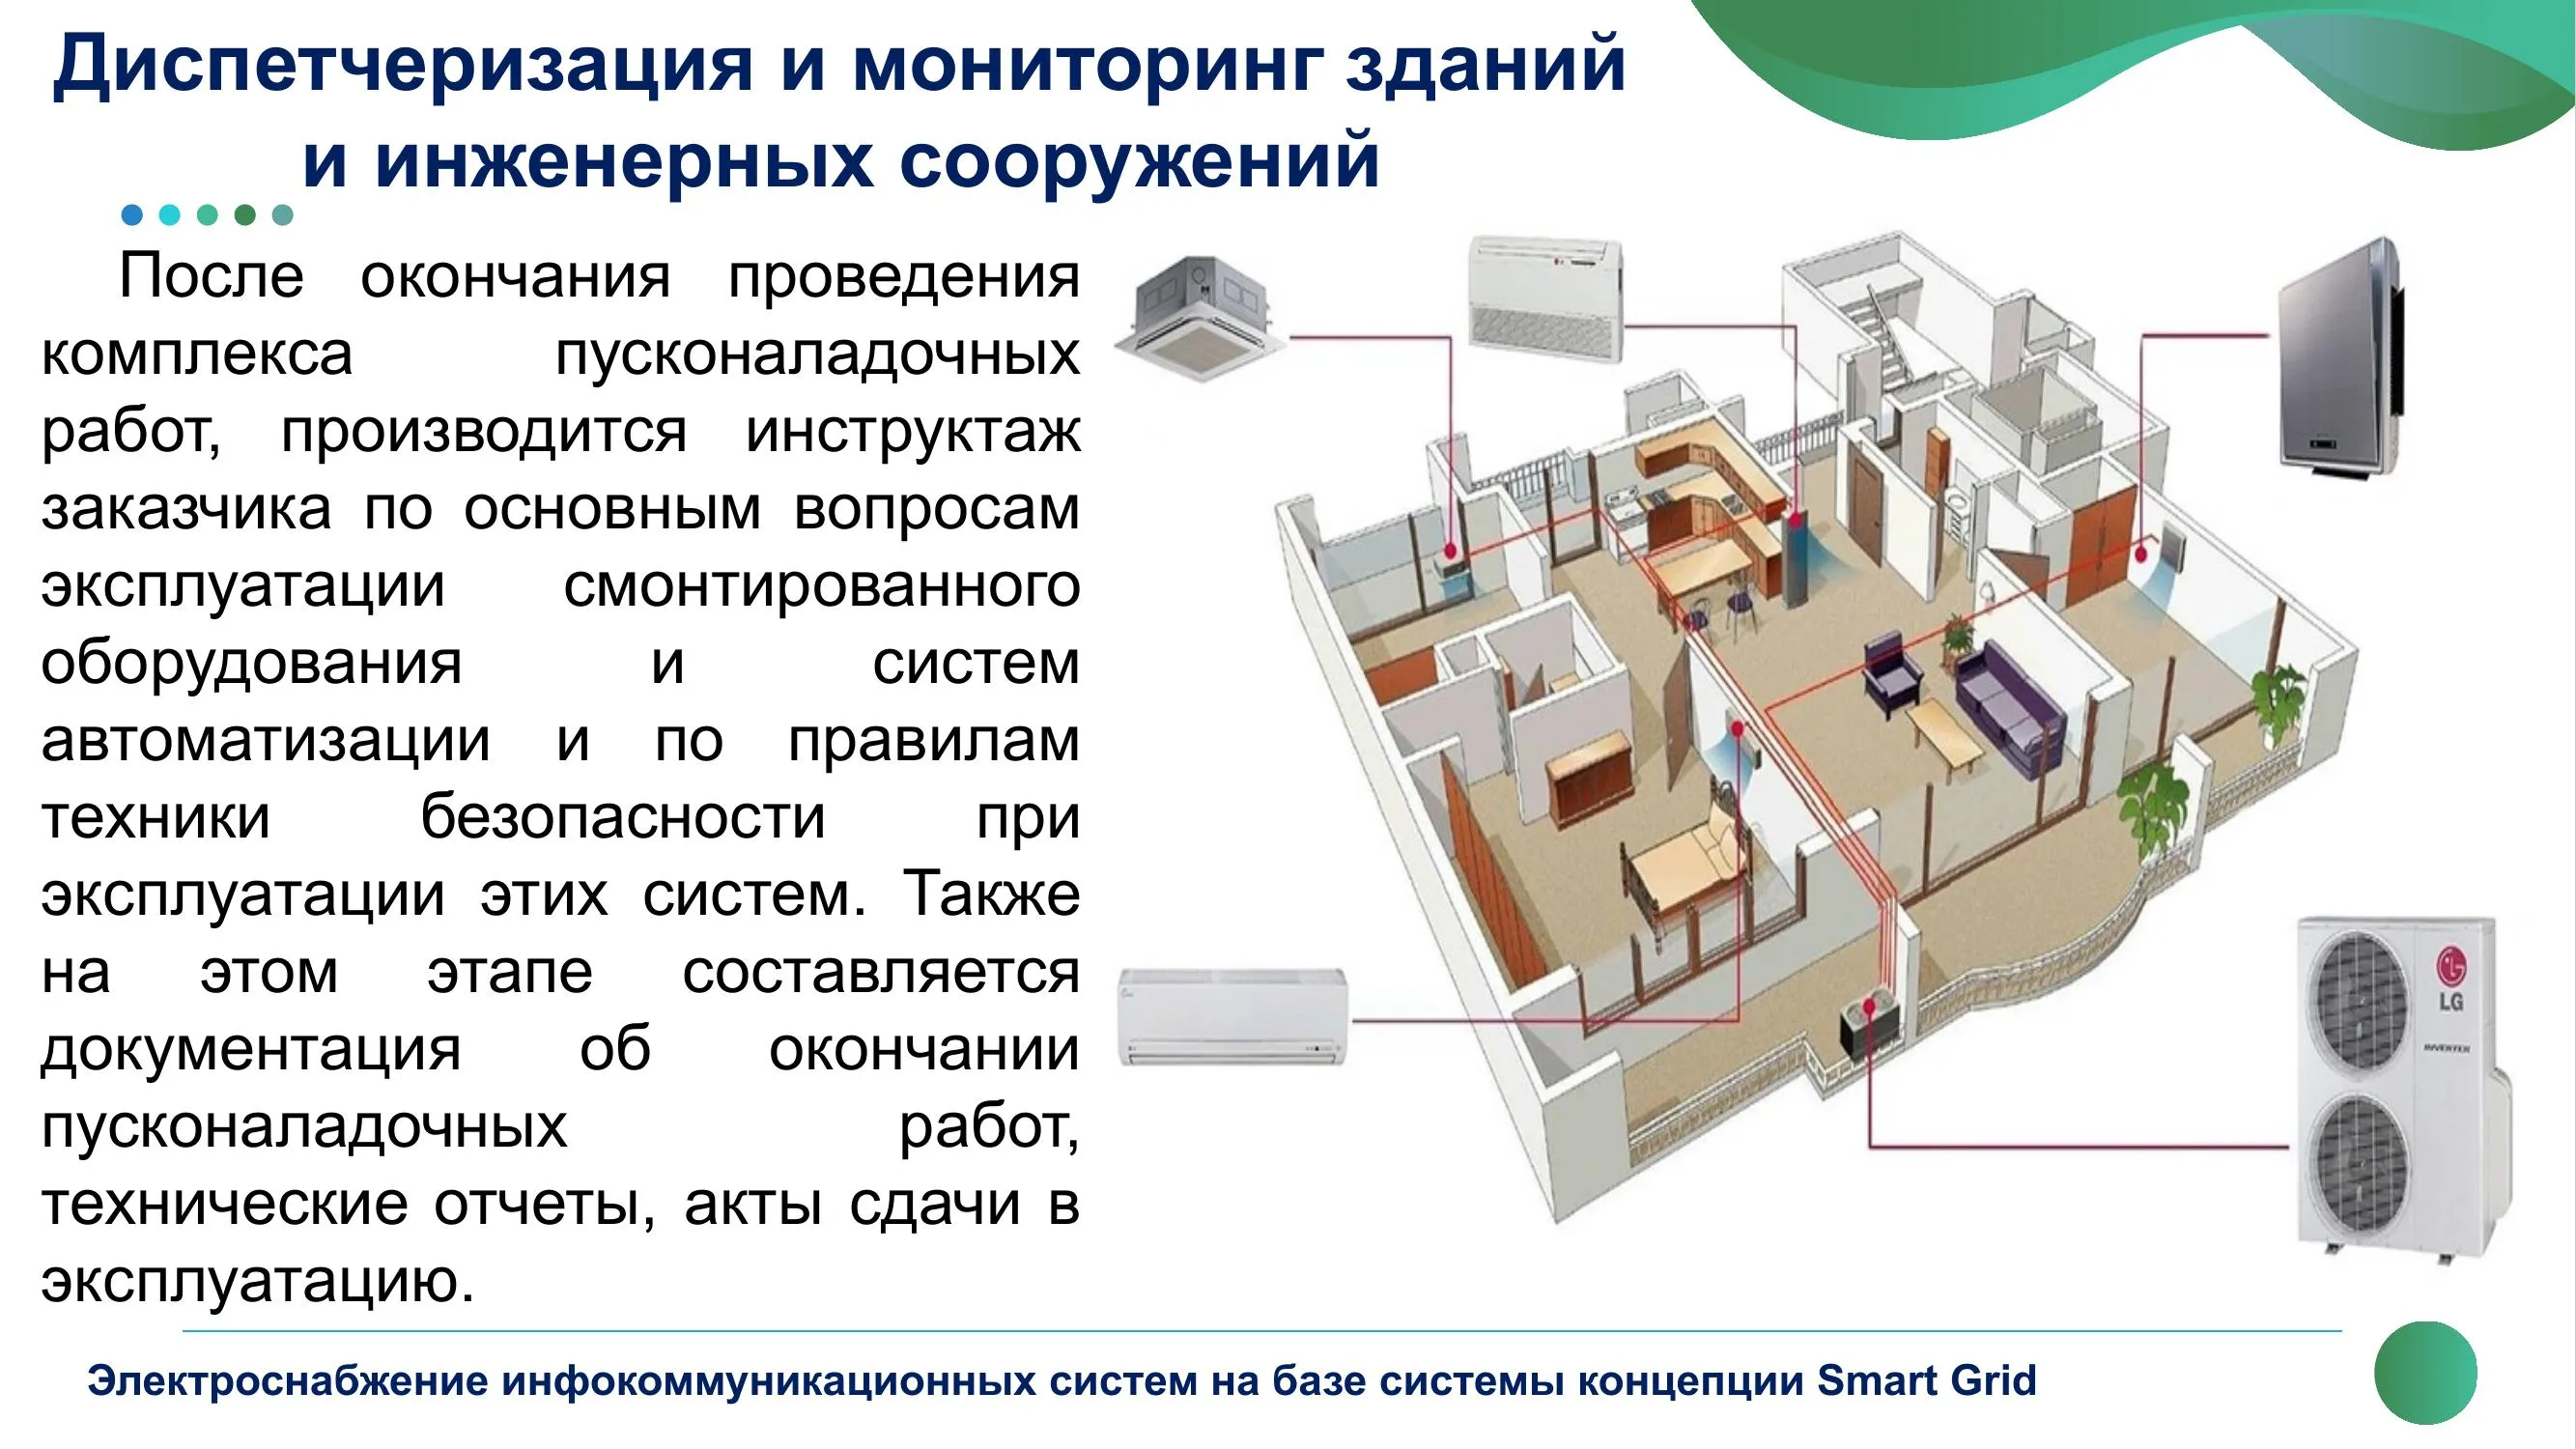 Диспетчеризация и мониторинг зданий
и инженерных сооружений
После окончания проведения
комплекса пусконаладочных
работ, производится инструктаж
заказчика по основным вопросам
эксплуатации смонтированного
оборудования и систем
автоматизации и по правилам
техники безопасности при
эксплуатации этих систем. Также
на этом этапе составляется
документация об окончании
пусконаладочных работ,
технические отчеты, акты сдачи в
эксплуатацию.
LG
INVERTER
Электроснабжение инфокоммуникационных систем на базе системы концепции Smart Grid